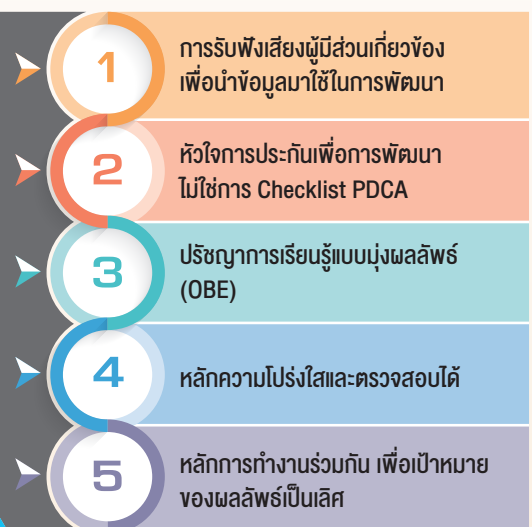 1
การรับฟังเสียงผู้มีส่วนเกี่ยวข้อง
เพื่อนำข้อมูลมาใช้ในการพัฒนา
2
หัวใจการประกันเพื่อการพัฒนา
ไม่ใช่การ Checklist PDCA
3
ปรัชญาการเรียนรู้แบบมุ่งผลลัพธ์
(OBE)
4
หลักความโปร่งใสและตรวจสอบได้
5
หลักการทำงานร่วมกัน เพื่อเป้าหมาย
ของผลลัพธ์เป็นเลิศ